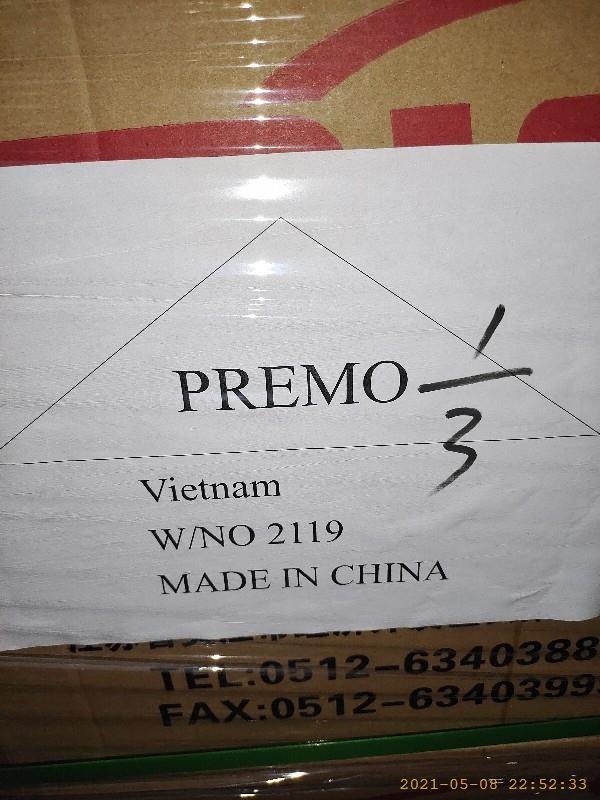 PREMO 1/3
Vietnam
W/NO 2119
MADE IN CHINA
TEL:0512-6340388
FAX:0512-6340399
2021-05-08 22:52:33